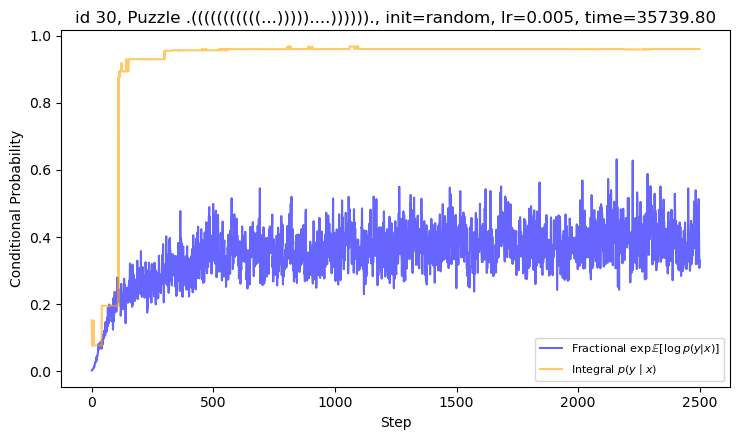 id 30, Puzzle .(((((((((((...)))))....))))))., init=random, lr=0.005, time=35739.80
Conditional Probability
1.0
0.8
0.6
0.4
0.2
0.0
0
500
1000
1500
2000
2500
Step
Fractional exp 𝔼[log p(y|x)]
Integral p(y | x)